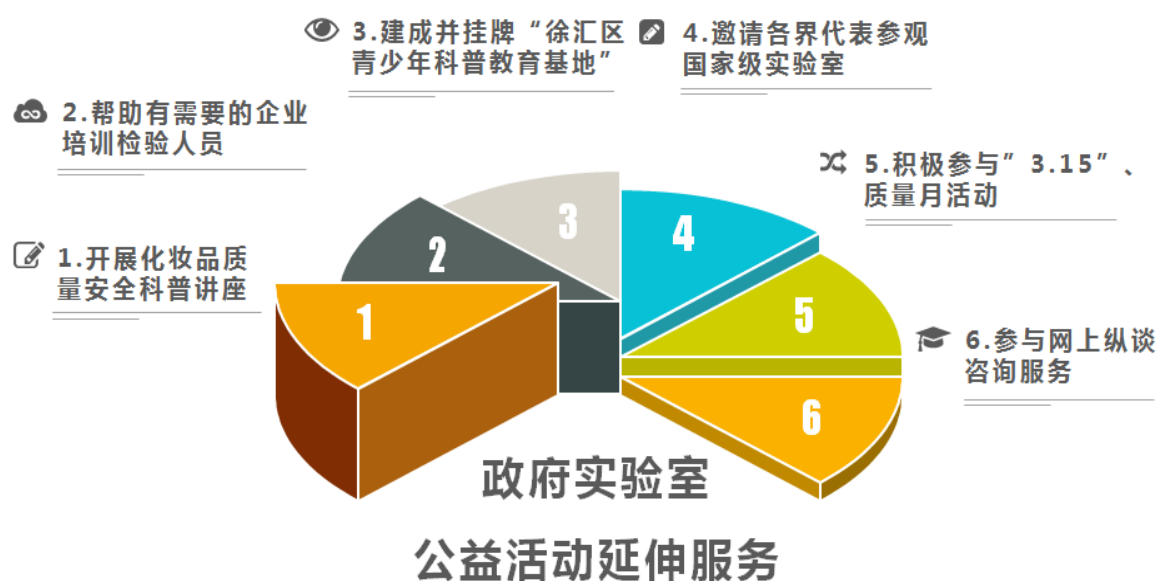 3.建成并挂牌“徐汇区
青少年科普教育基地”
4.邀请各界代表参观
国家级实验室
2.帮助有需要的企业
培训检验人员
5.积极参与”3.15”、
质量月活动
1.开展化妆品质
量安全科普讲座
6.参与网上纵谈
咨询服务
1
2
3
4
5
6
政府实验室
公益活动延伸服务